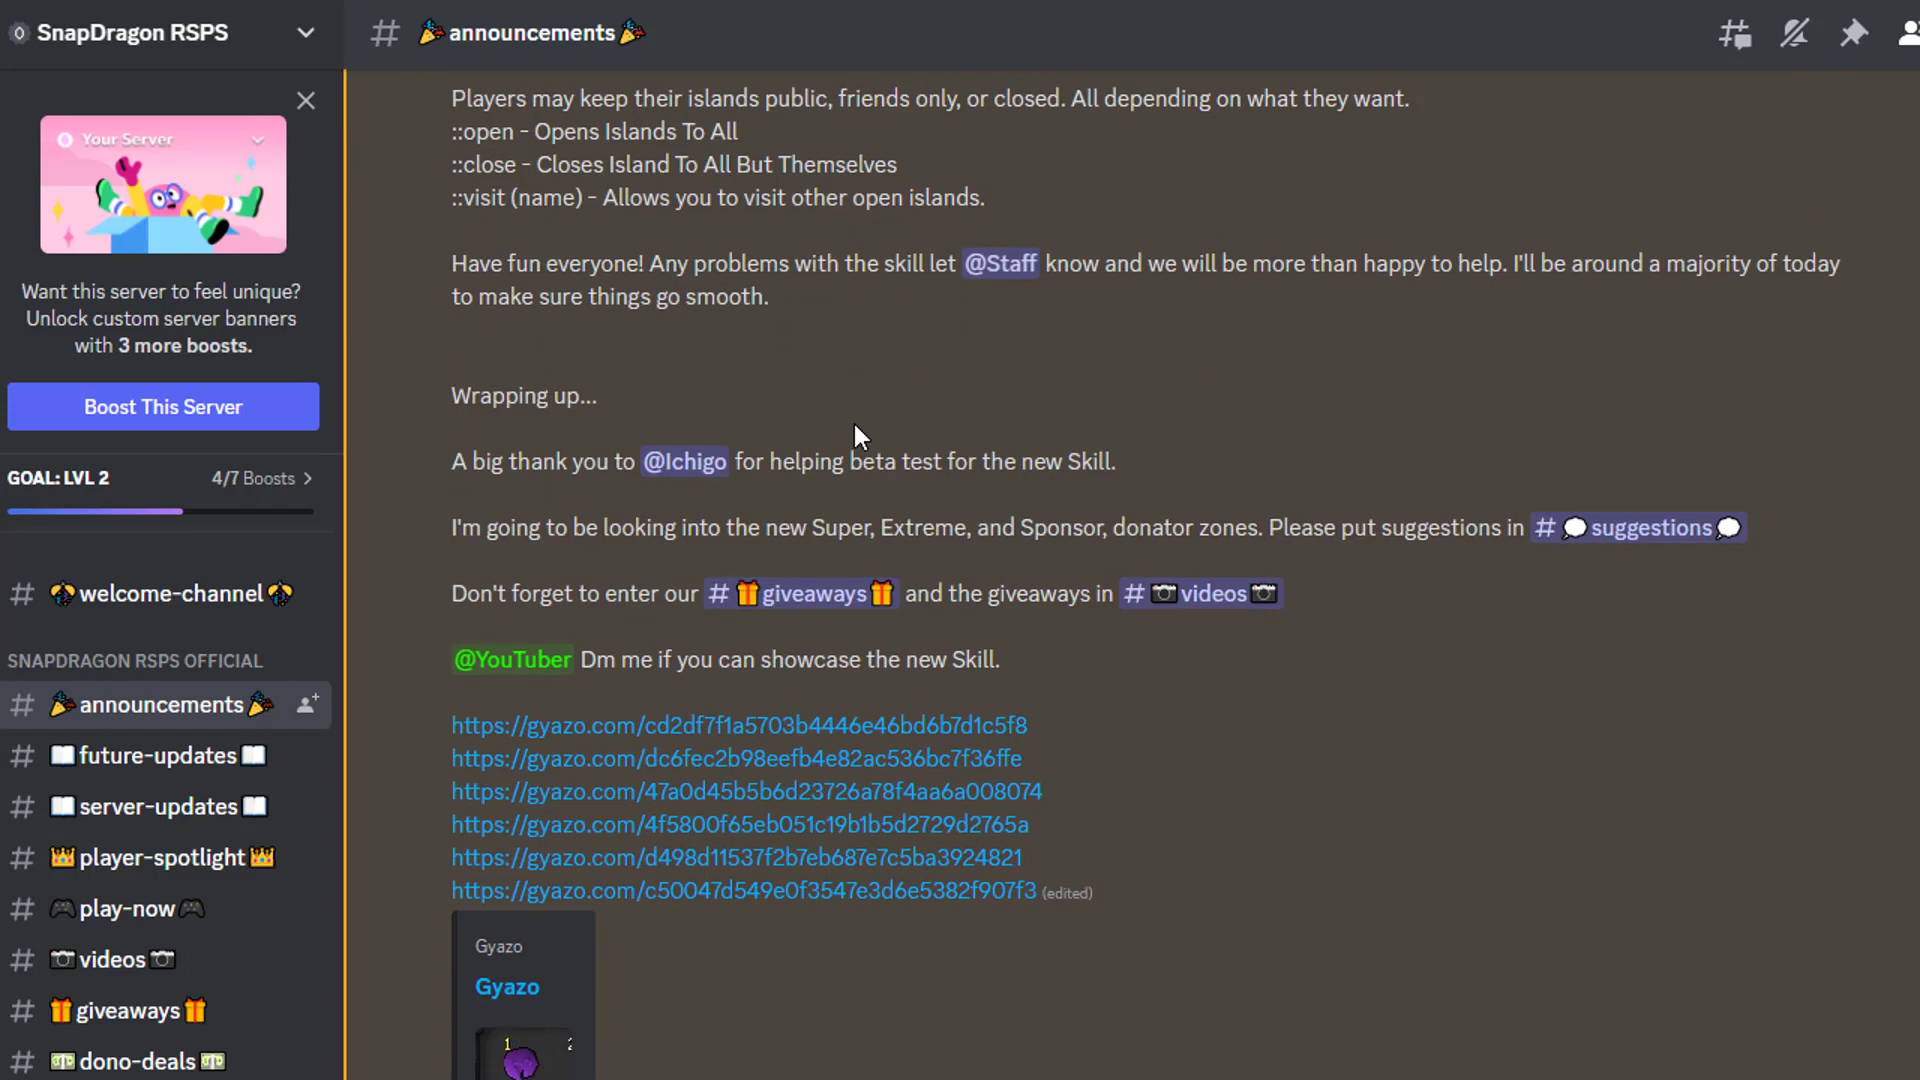 SnapDragon RSPS
Your Server
Want this server to feel unique?
Unlock custom server banners
with 3 more boosts.
Boost This Server
GOAL: LVL 2 4/7 Boosts >
# 🪅welcome-channel🪅
SNAPDRAGON RSPS OFFICIAL
# 🎉announcements🎉
# 📖future-updates📖
# 📖server-updates📖
# 👑player-spotlight👑
# 🎮play-now🎮
# 📷videos📷
# 🎁giveaways🎁
# 💵dono-deals💵
# 🎉announcements🎉
Players may keep their islands public, friends only, or closed. All depending on what they want.
::open - Opens Islands To All
::close - Closes Island To All But Themselves
::visit (name) - Allows you to visit other open islands.
Have fun everyone! Any problems with the skill let @Staff know and we will be more than happy to help. I'll be around a majority of today
to make sure things go smooth.
Wrapping up...
A big thank you to @Ichigo for helping beta test for the new Skill.
I'm going to be looking into the new Super, Extreme, and Sponsor, donator zones. Please put suggestions in # 💭suggestions💭
Don't forget to enter our # 🎁giveaways🎁 and the giveaways in # 📷videos📷
@YouTuber Dm me if you can showcase the new Skill.
https://gyazo.com/cd2df7f1a5703b4446e46bd6b7d1c5f8
https://gyazo.com/dc6fec2b98eefb4e82ac536bc7f36ffe
https://gyazo.com/47a0d45b5b6d23726a78f4aa6a008074
https://gyazo.com/4f5800f65eb051c19b1b5d2729d2765a
https://gyazo.com/d498d11537f2b7eb687e7c5ba3924821
https://gyazo.com/c50047d549e0f3547e3d6e5382f907f3 (edited)
Gyazo
Gyazo
1 2